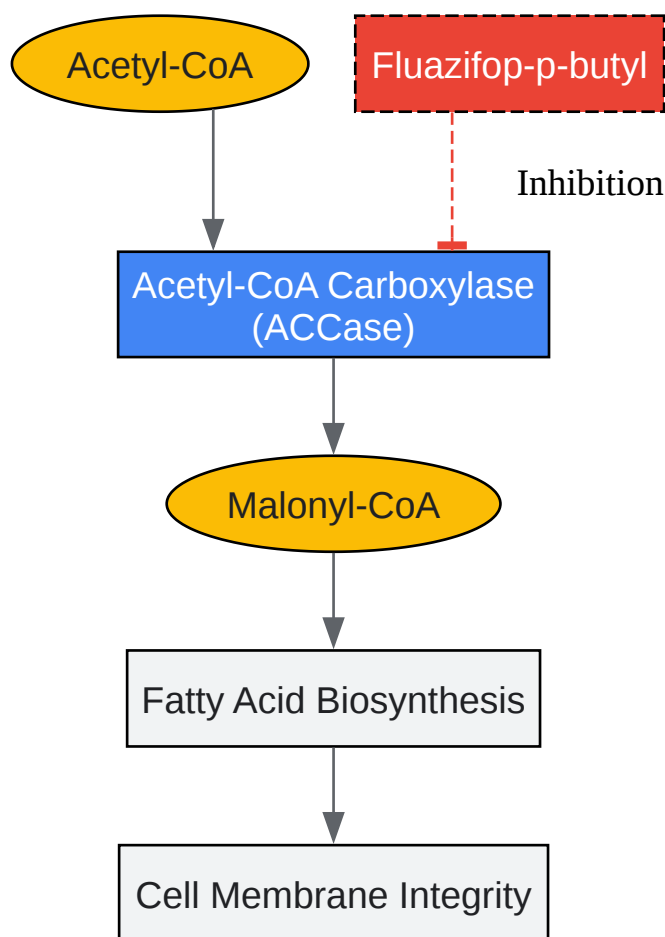 Acetyl-CoA
Fluazifop-p-butyl
Inhibition
Acetyl-CoA Carboxylase
(ACCase)
Malonyl-CoA
Fatty Acid Biosynthesis
Cell Membrane Integrity